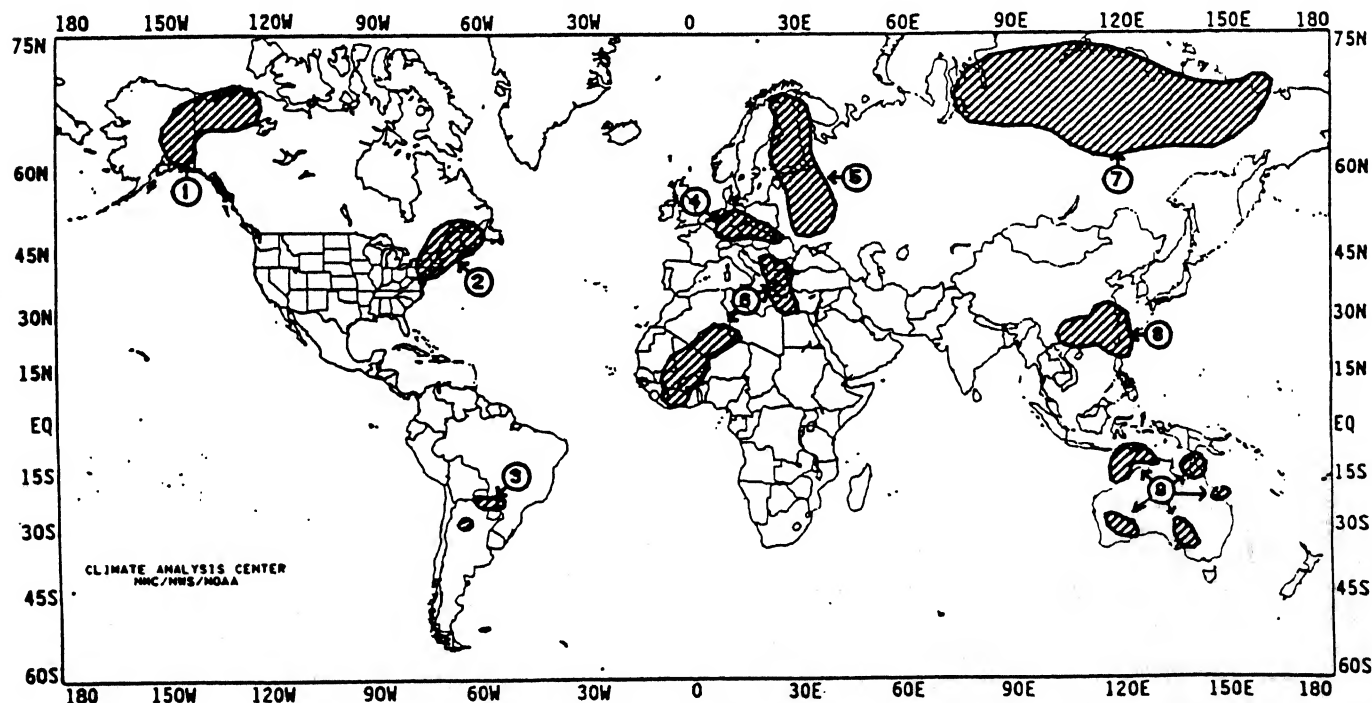 180 150W 120W 90W 60W 30W 0 30E 60E 90E 120E 150E 180
75N 75N
60N 60N
45N 45N
30N 30N
15N 15N
EQ EQ
15S 15S
30S 30S
45S 45S
60S 60S
1
2
3
4
5
6
7
8
9
CLIMATE ANALYSIS CENTER
NMC/NWS/NOAA
180 150W 120W 90W 60W 30W 0 30E 60E 90E 120E 150E 180